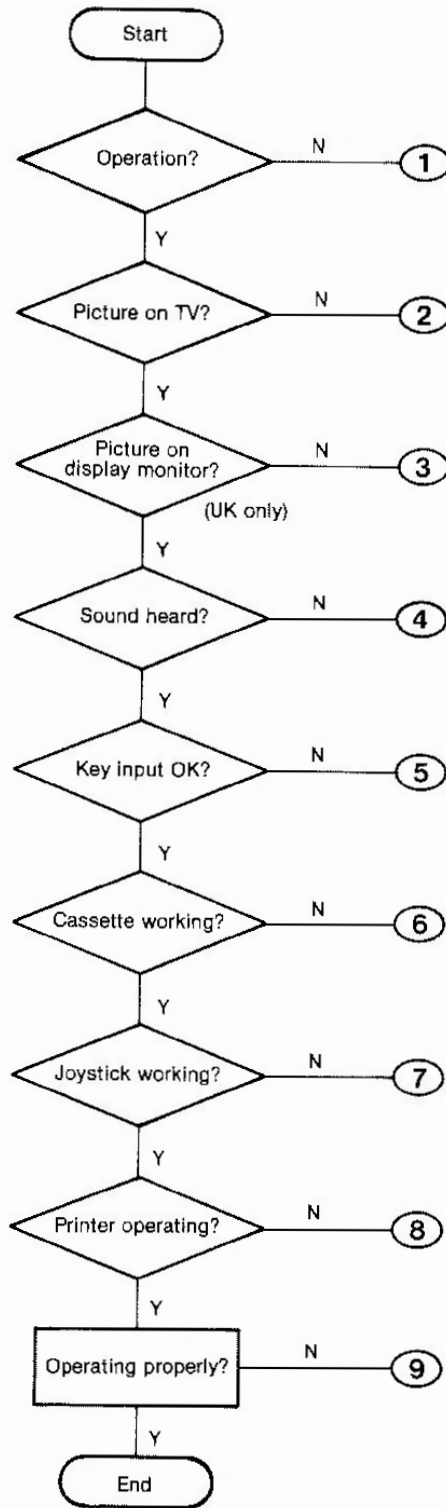 Start
Operation?
N
1
Y
Picture on TV?
N
2
Y
Picture on
display monitor?
N
3
(UK only)
Y
Sound heard?
N
4
Y
Key input OK?
N
5
Y
Cassette working?
N
6
Y
Joystick working?
N
7
Y
Printer operating?
N
8
Y
Operating properly?
N
9
Y
End